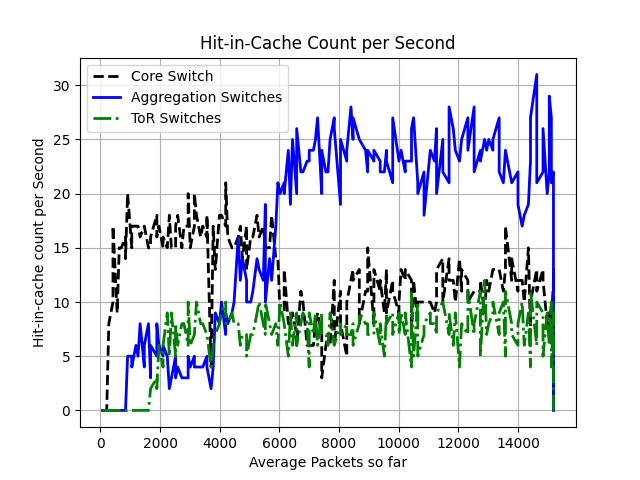 Hit-in-Cache Count per Second
Core Switch
Aggregation Switches
ToR Switches
30
25
20
15
10
5
0
Hit-in-cache count per Second
0 2000 4000 6000 8000 10000 12000 14000
Average Packets so far